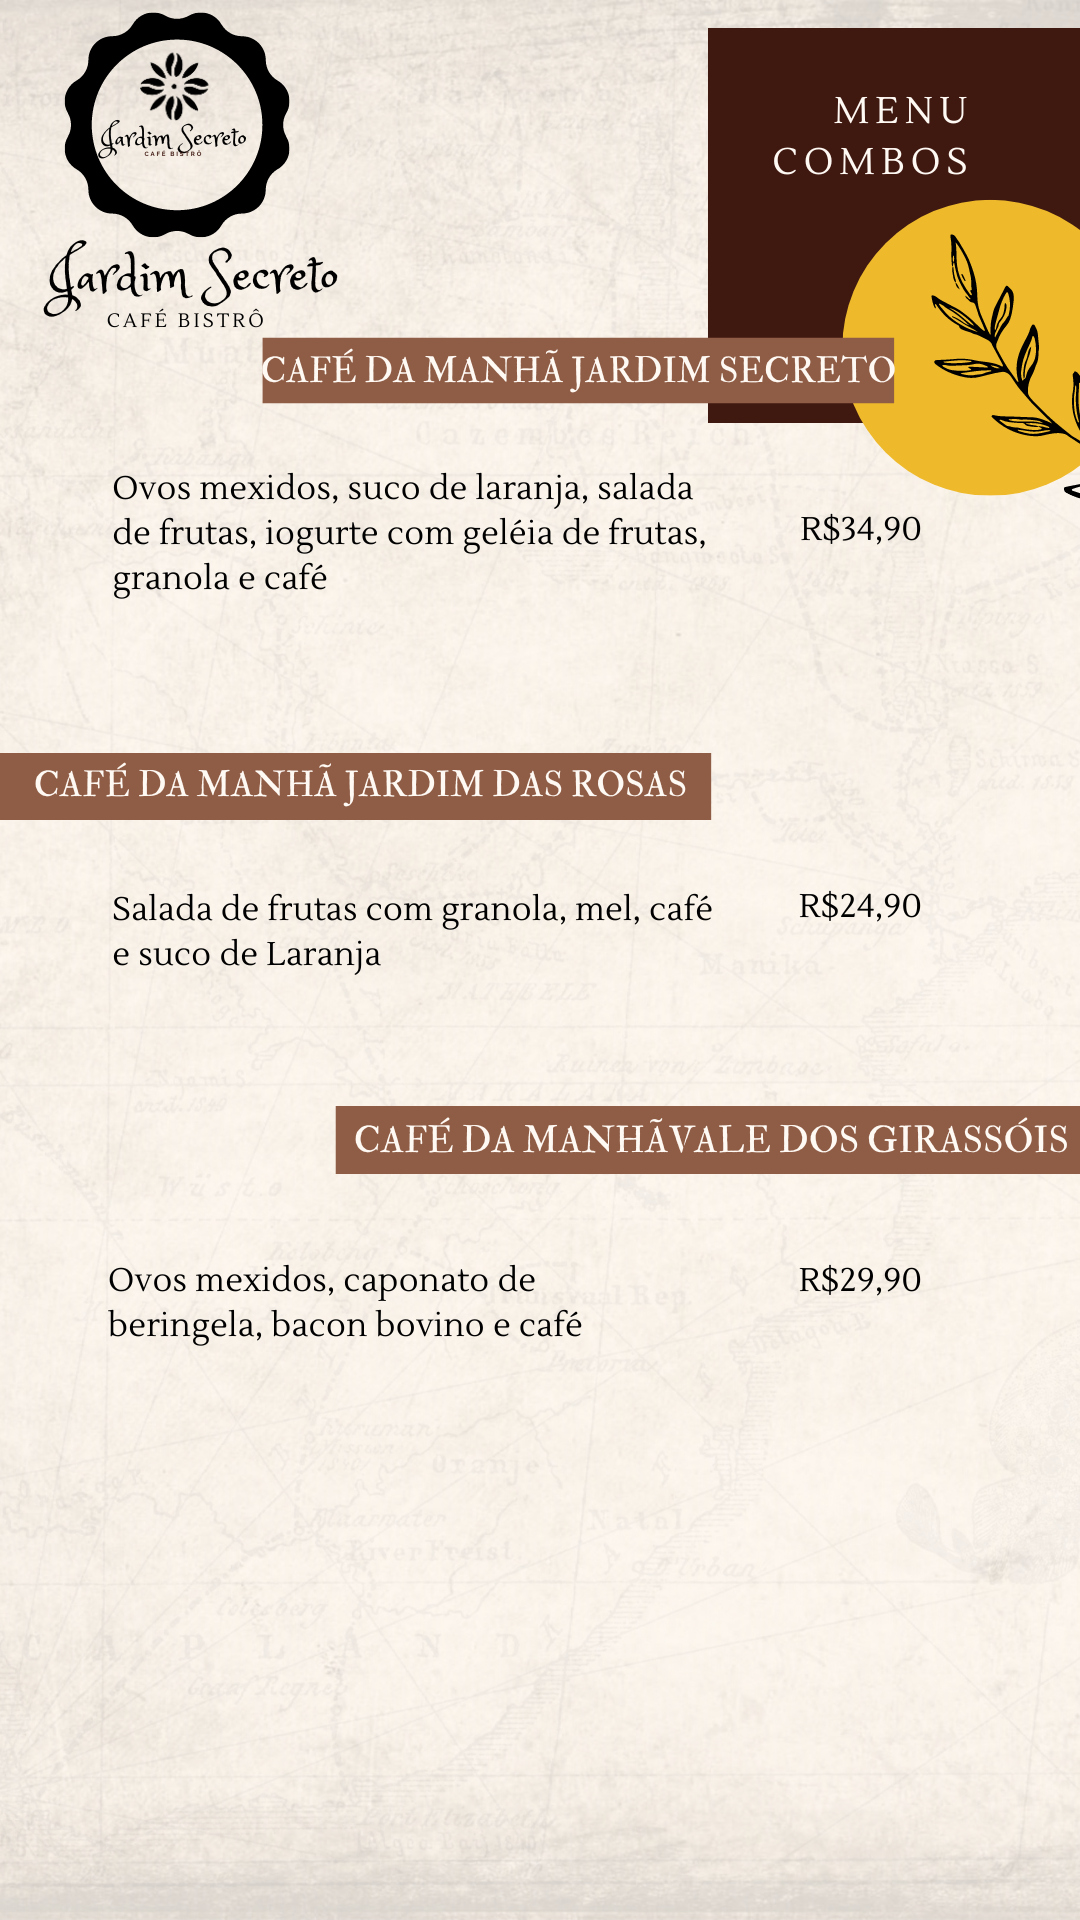 Jardim Secreto
CAFÉ BISTRÔ
Jardim Secreto
CAFÉ BISTRÔ
MENU
COMBOS
CAFÉ DA MANHÃ JARDIM SECRETO
Ovos mexidos, suco de laranja, salada
de frutas, iogurte com geléia de frutas,
granola e café
R$34,90
CAFÉ DA MANHÃ JARDIM DAS ROSAS
Salada de frutas com granola, mel, café
e suco de Laranja
R$24,90
CAFÉ DA MANHÃVALE DOS GIRASSÓIS
Ovos mexidos, caponato de
beringela, bacon bovino e café
R$29,90